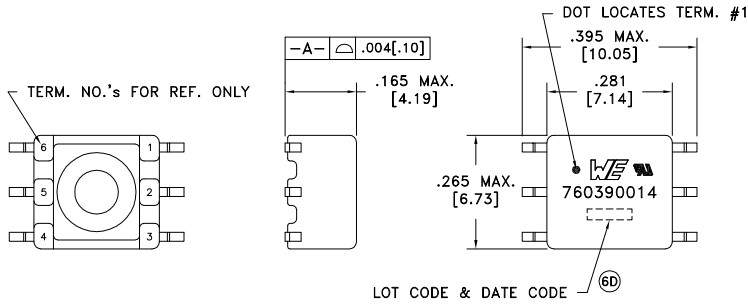 DOT LOCATES TERM. #1
.395 MAX.
[10.05]
-A- ⌓ .004[.10]
.165 MAX.
[4.19]
.281
[7.14]
TERM. NO.'s FOR REF. ONLY
6 1
5 2
4 3
.265 MAX.
[6.73]
WE
760390014
LOT CODE & DATE CODE 6D